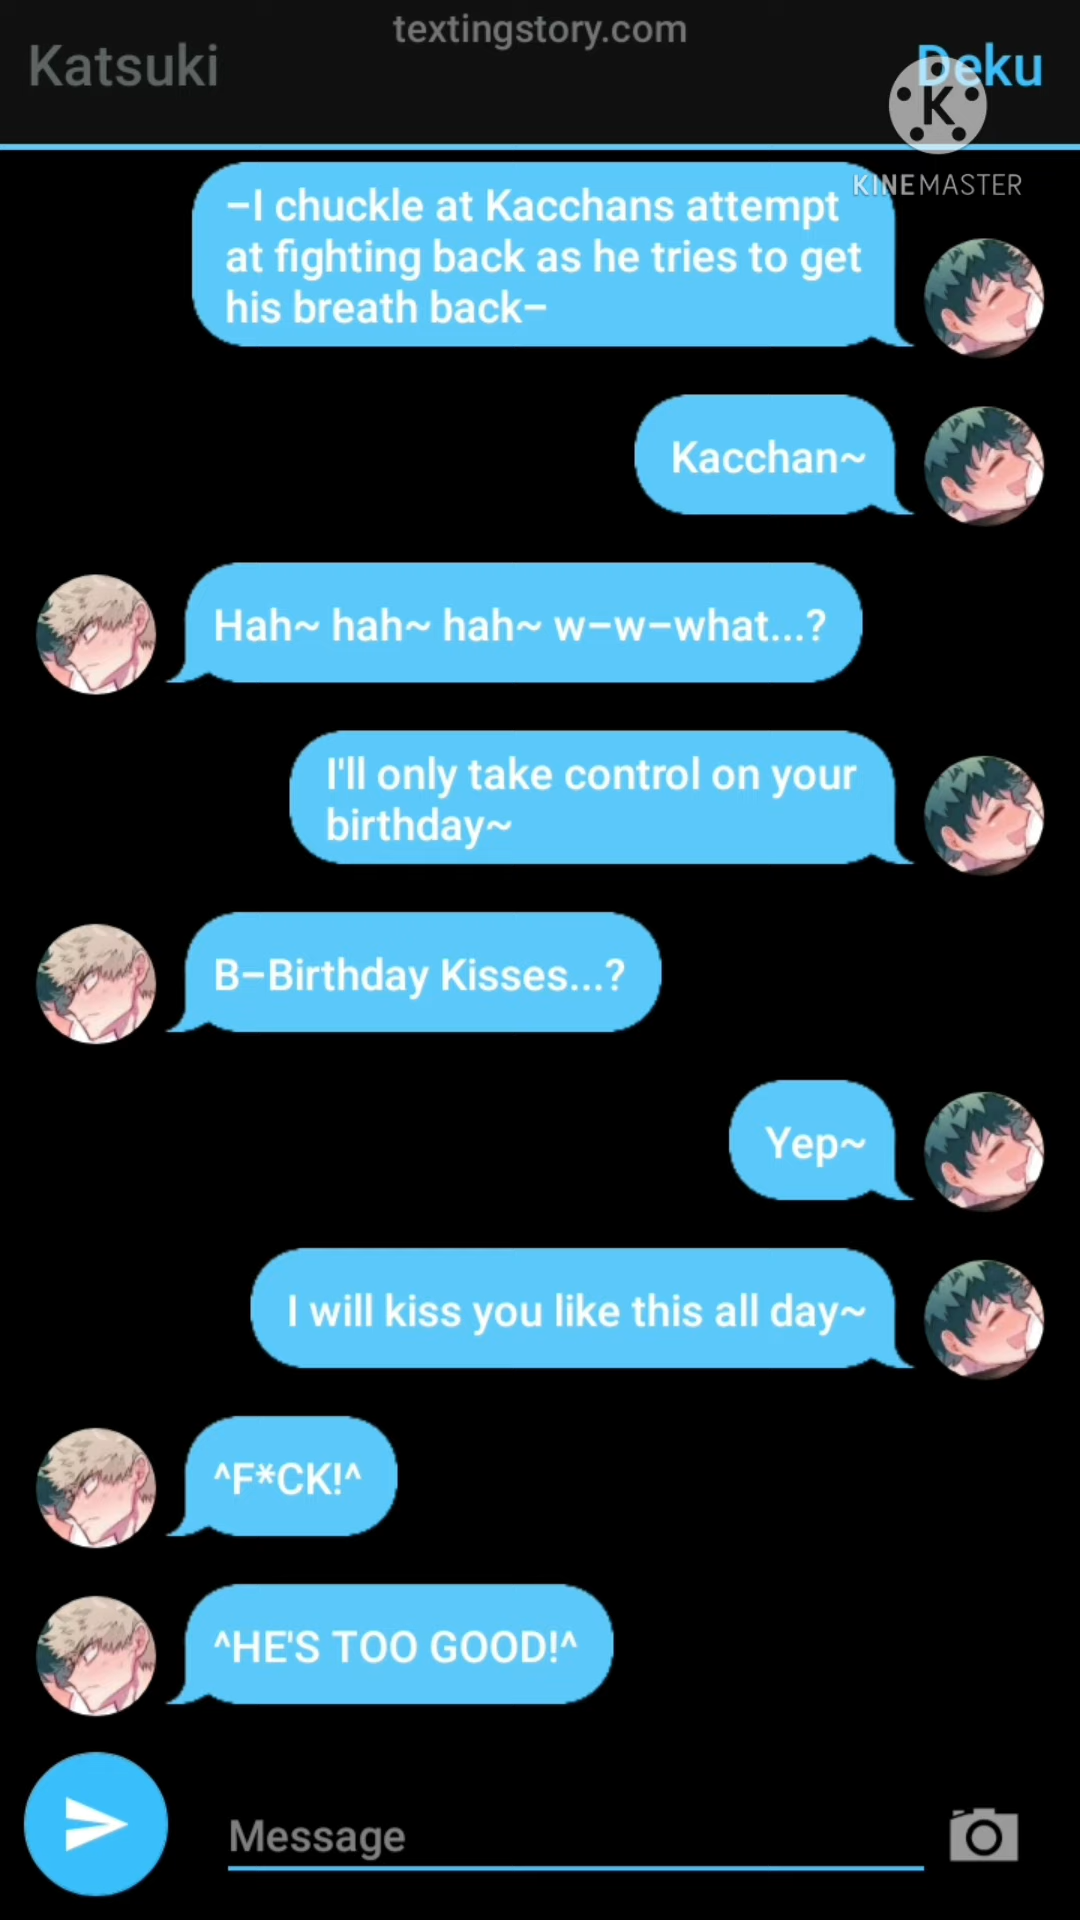 textingstory.com
Katsuki
Deku
K
KINEMASTER
–I chuckle at Kacchans attempt
at fighting back as he tries to get
his breath back–
Kacchan~
Hah~ hah~ hah~ w–w–what...?
I'll only take control on your
birthday~
B–Birthday Kisses...?
Yep~
I will kiss you like this all day~
^F*CK!^
^HE'S TOO GOOD!^
Message